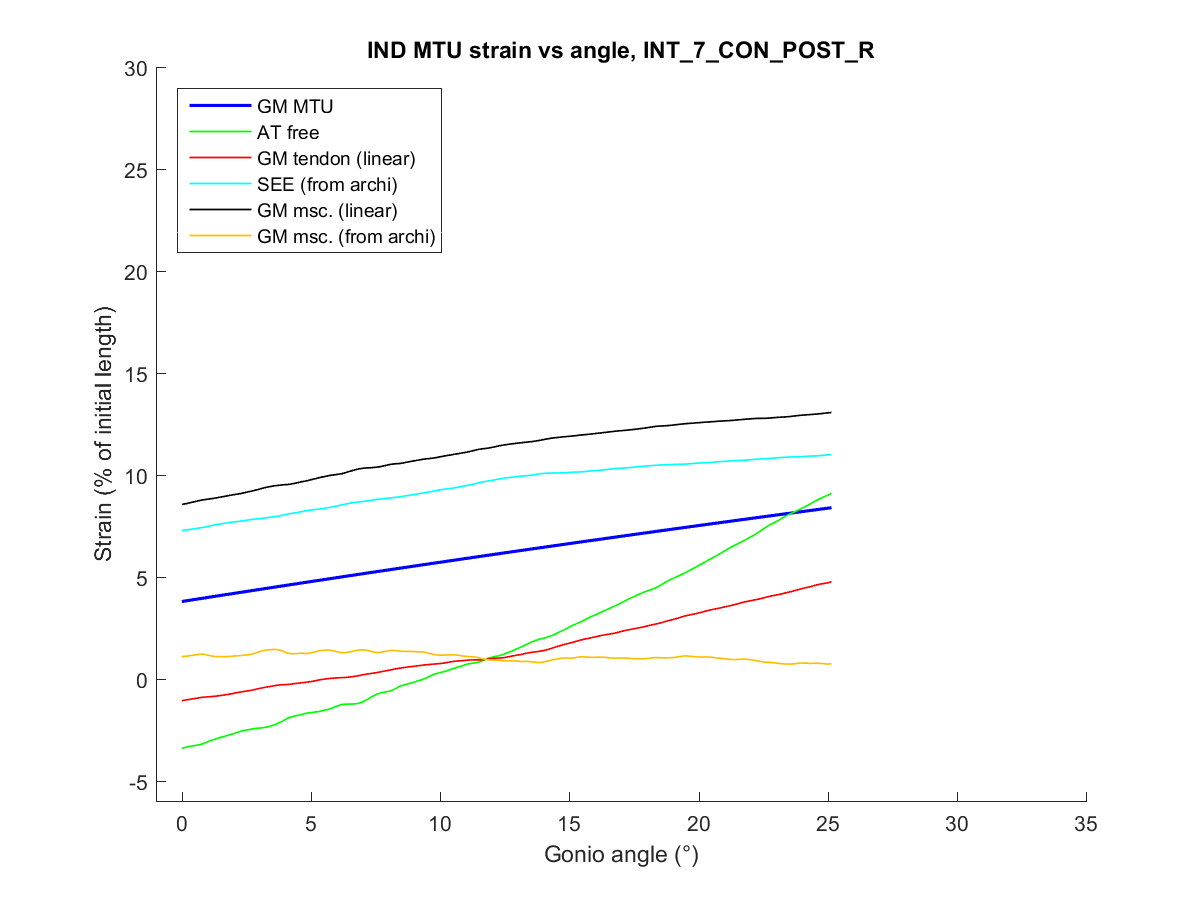 IND MTU strain vs angle, INT_7_CON_POST_R
30
25
20
15
10
5
0
-5
Strain (% of initial length)
GM MTU
AT free
GM tendon (linear)
SEE (from archi)
GM msc. (linear)
GM msc. (from archi)
0 5 10 15 20 25 30 35
Gonio angle (°)